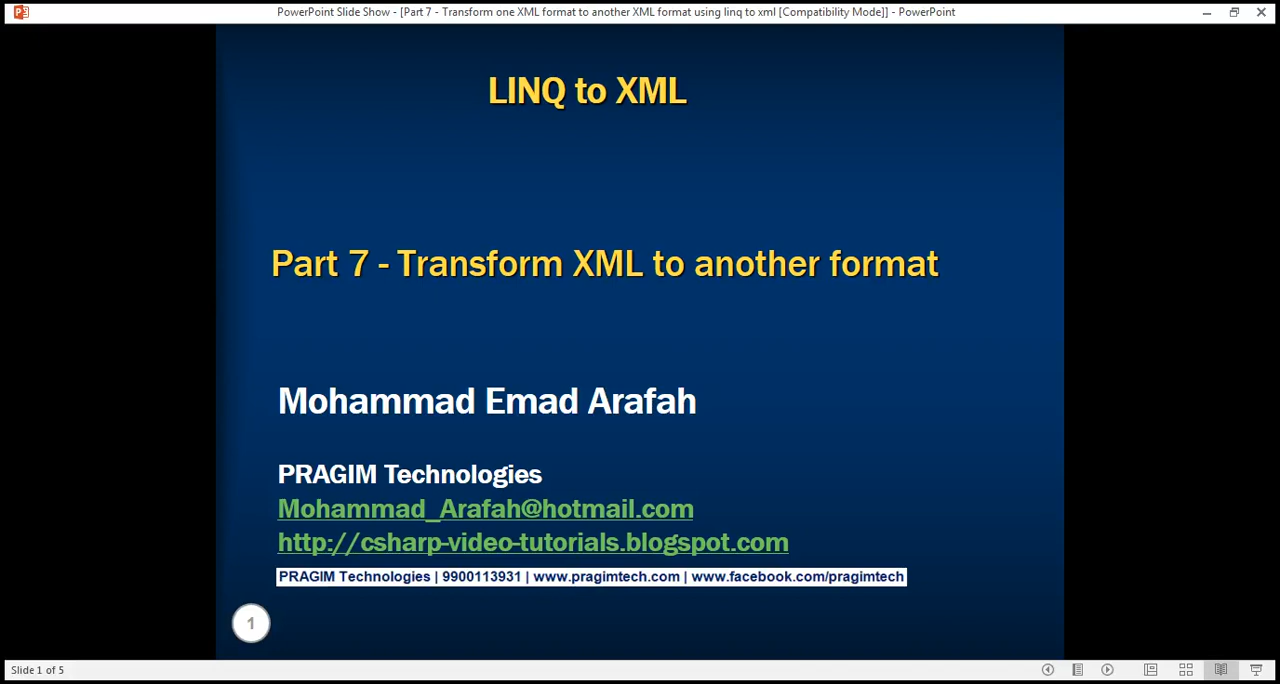 PowerPoint Slide Show - [Part 7 - Transform one XML format to another XML format using linq to xml [Compatibility Mode]] - PowerPoint
LINQ to XML
Part 7 - Transform XML to another format
Mohammad Emad Arafah
PRAGIM Technologies
Mohammad_Arafah@hotmail.com
http://csharp-video-tutorials.blogspot.com
PRAGIM Technologies | 9900113931 | www.pragimtech.com | www.facebook.com/pragimtech
1
Slide 1 of 5